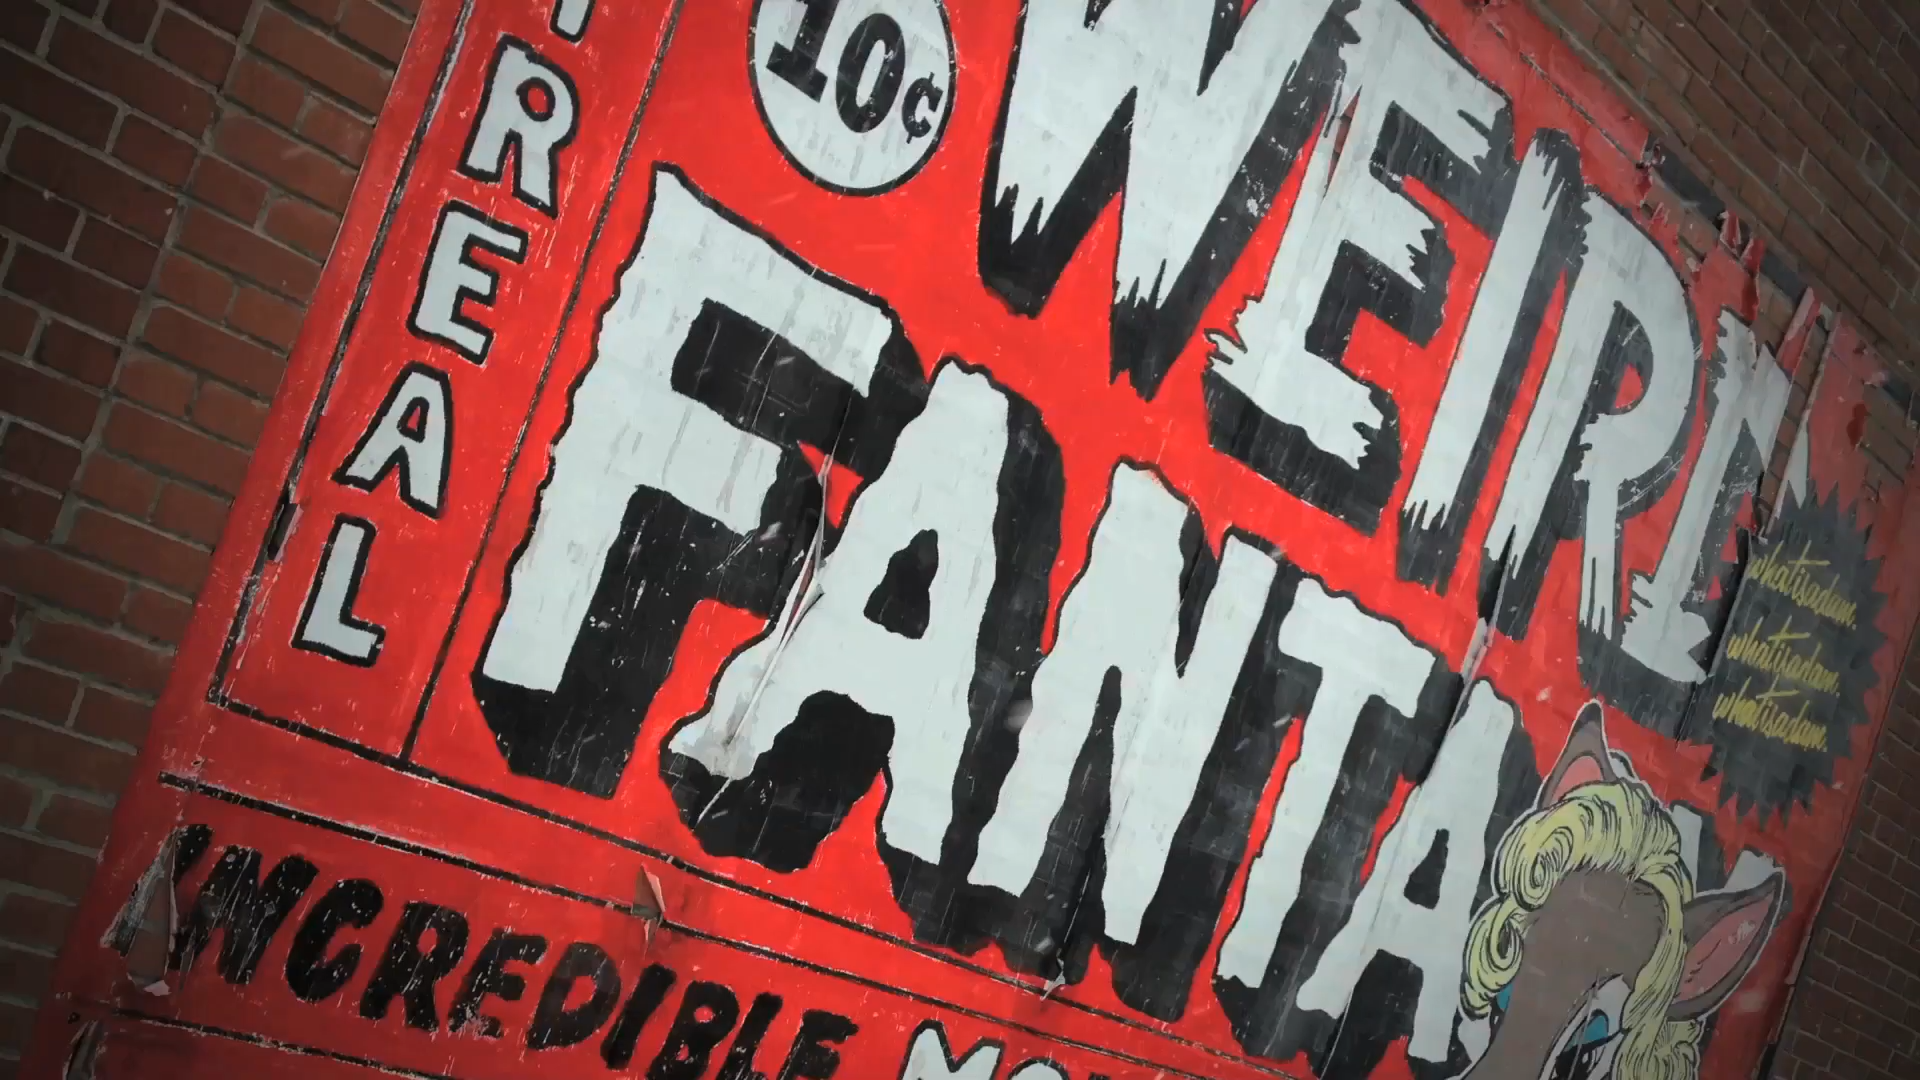 10¢
WEIRD
REAL
FANTA
whatisadam.
whatisadam.
whatisadam.
INCREDIBLE